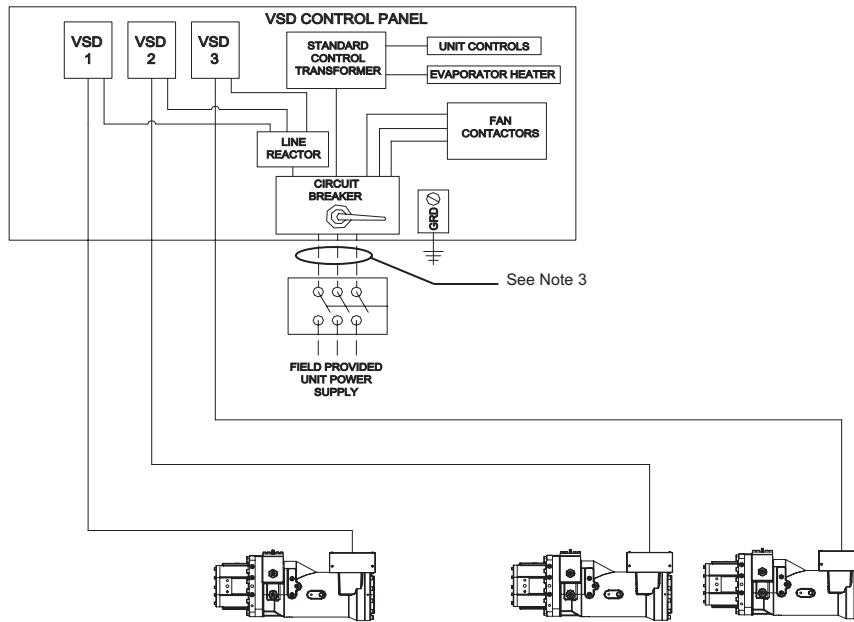 VSD CONTROL PANEL
VSD
1
VSD
2
VSD
3
STANDARD
CONTROL
TRANSFORMER
UNIT CONTROLS
EVAPORATOR HEATER
FAN
CONTACTORS
LINE
REACTOR
CIRCUIT
BREAKER
GRD
See Note 3
FIELD PROVIDED
UNIT POWER
SUPPLY